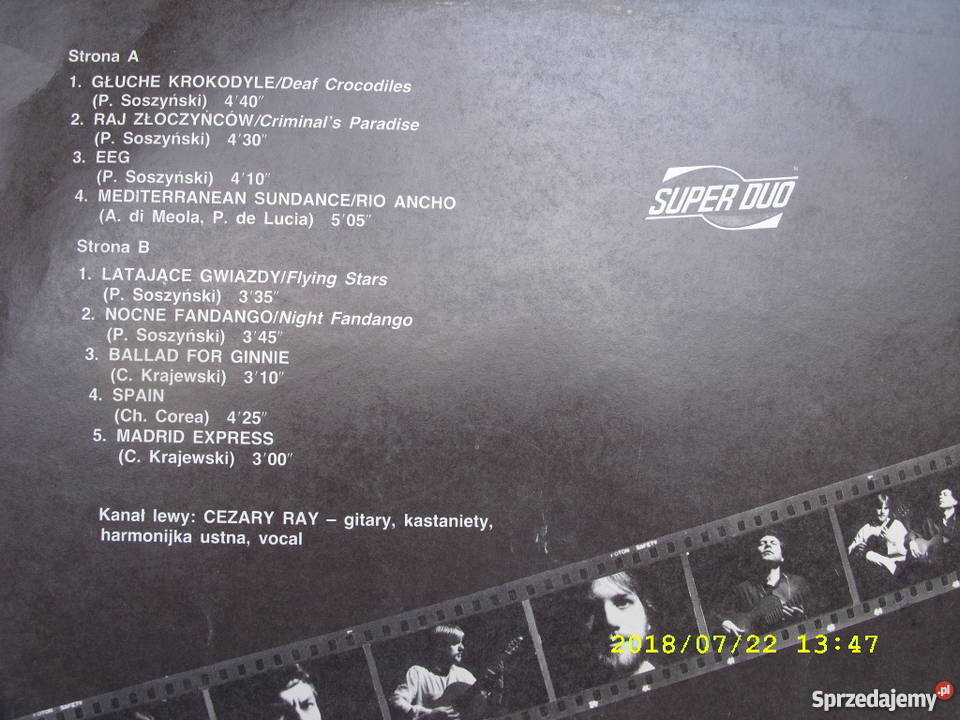 Strona A
1. GŁUCHE KROKODYLE/Deaf Crocodiles
(P. Soszyński) 4'40"
2. RAJ ZŁOCZYŃCÓW/Criminal's Paradise
(P. Soszyński) 4'30"
3. EEG
(P. Soszyński) 4'10"
4. MEDITERRANEAN SUNDANCE/RIO ANCHO
(A. di Meola, P. de Lucia) 5'05"
SUPER DUO
Strona B
1. LATAJĄCE GWIAZDY/Flying Stars
(P. Soszyński) 3'35"
2. NOCNE FANDANGO/Night Fandango
(P. Soszyński) 3'45"
3. BALLAD FOR GINNIE
(C. Krajewski) 3'10"
4. SPAIN
(Ch. Corea) 4'25"
5. MADRID EXPRESS
(C. Krajewski) 3'00"
Kanał lewy: CEZARY RAY – gitary, kastaniety,
harmonijka ustna, vocal
FOTON SAFETY
2018/07/22 13:47
FOTON SAFETY
Sprzedajemy.pl